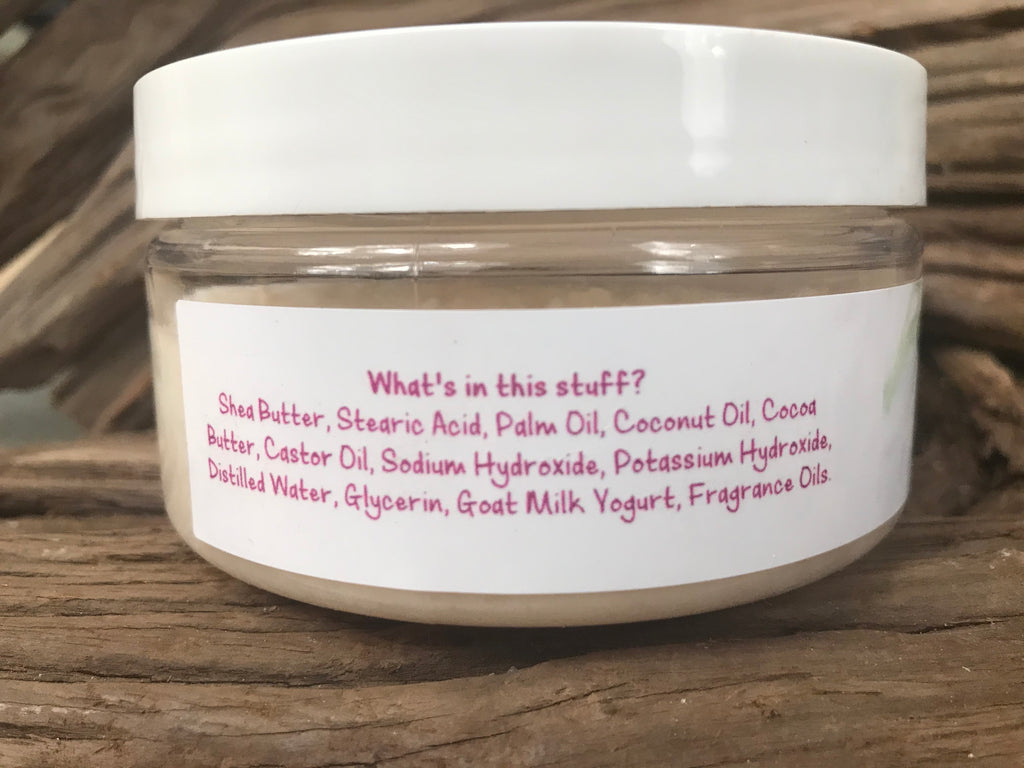 What's in this stuff?
Shea Butter, Stearic Acid, Palm Oil, Coconut Oil, Cocoa
Butter, Castor Oil, Sodium Hydroxide, Potassium Hydroxide,
Distilled Water, Glycerin, Goat Milk Yogurt, Fragrance Oils.